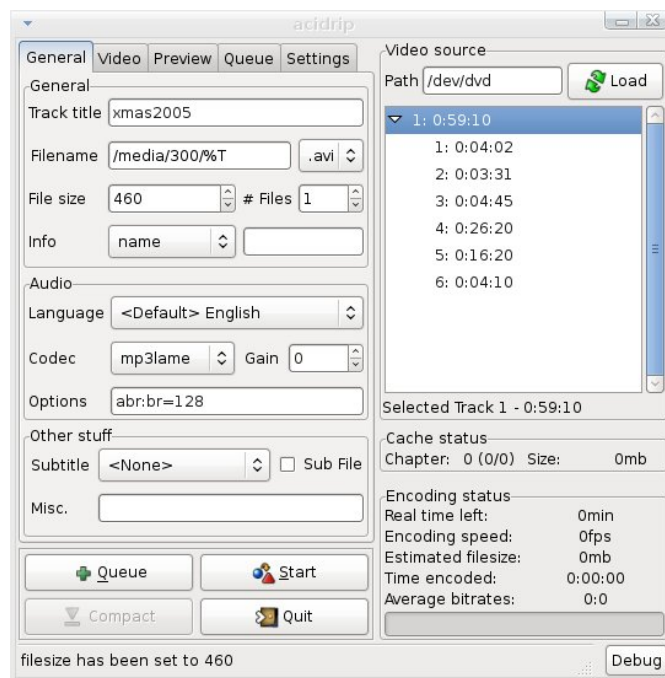 acidrip
General Video Preview Queue Settings
General
Track title xmas2005
Filename /media/300/%T .avi
File size 460 # Files 1
Info name
Audio
Language <Default> English
Codec mp3lame Gain 0
Options abr:br=128
Other stuff
Subtitle <None> Sub File
Misc.
Queue Start
Compact Quit
Video source
Path /dev/dvd Load
1: 0:59:10
1: 0:04:02
2: 0:03:31
3: 0:04:45
4: 0:26:20
5: 0:16:20
6: 0:04:10
Selected Track 1 - 0:59:10
Cache status
Chapter: 0 (0/0) Size: 0mb
Encoding status
Real time left: 0min
Encoding speed: 0fps
Estimated filesize: 0mb
Time encoded: 0:00:00
Average bitrates: 0:0
filesize has been set to 460 Debug